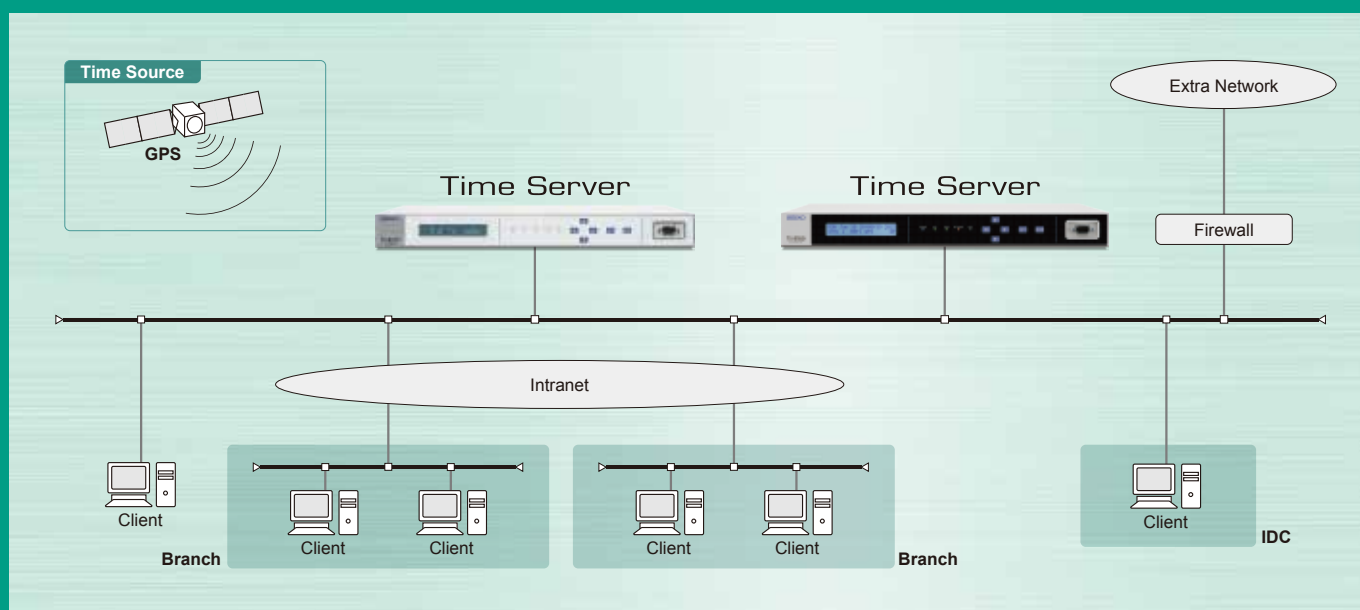 Time Source
GPS
Extra Network
Time Server
Time Server
Firewall
Intranet
Client
Client
Client
Client
Client
Client
Branch
Branch
IDC